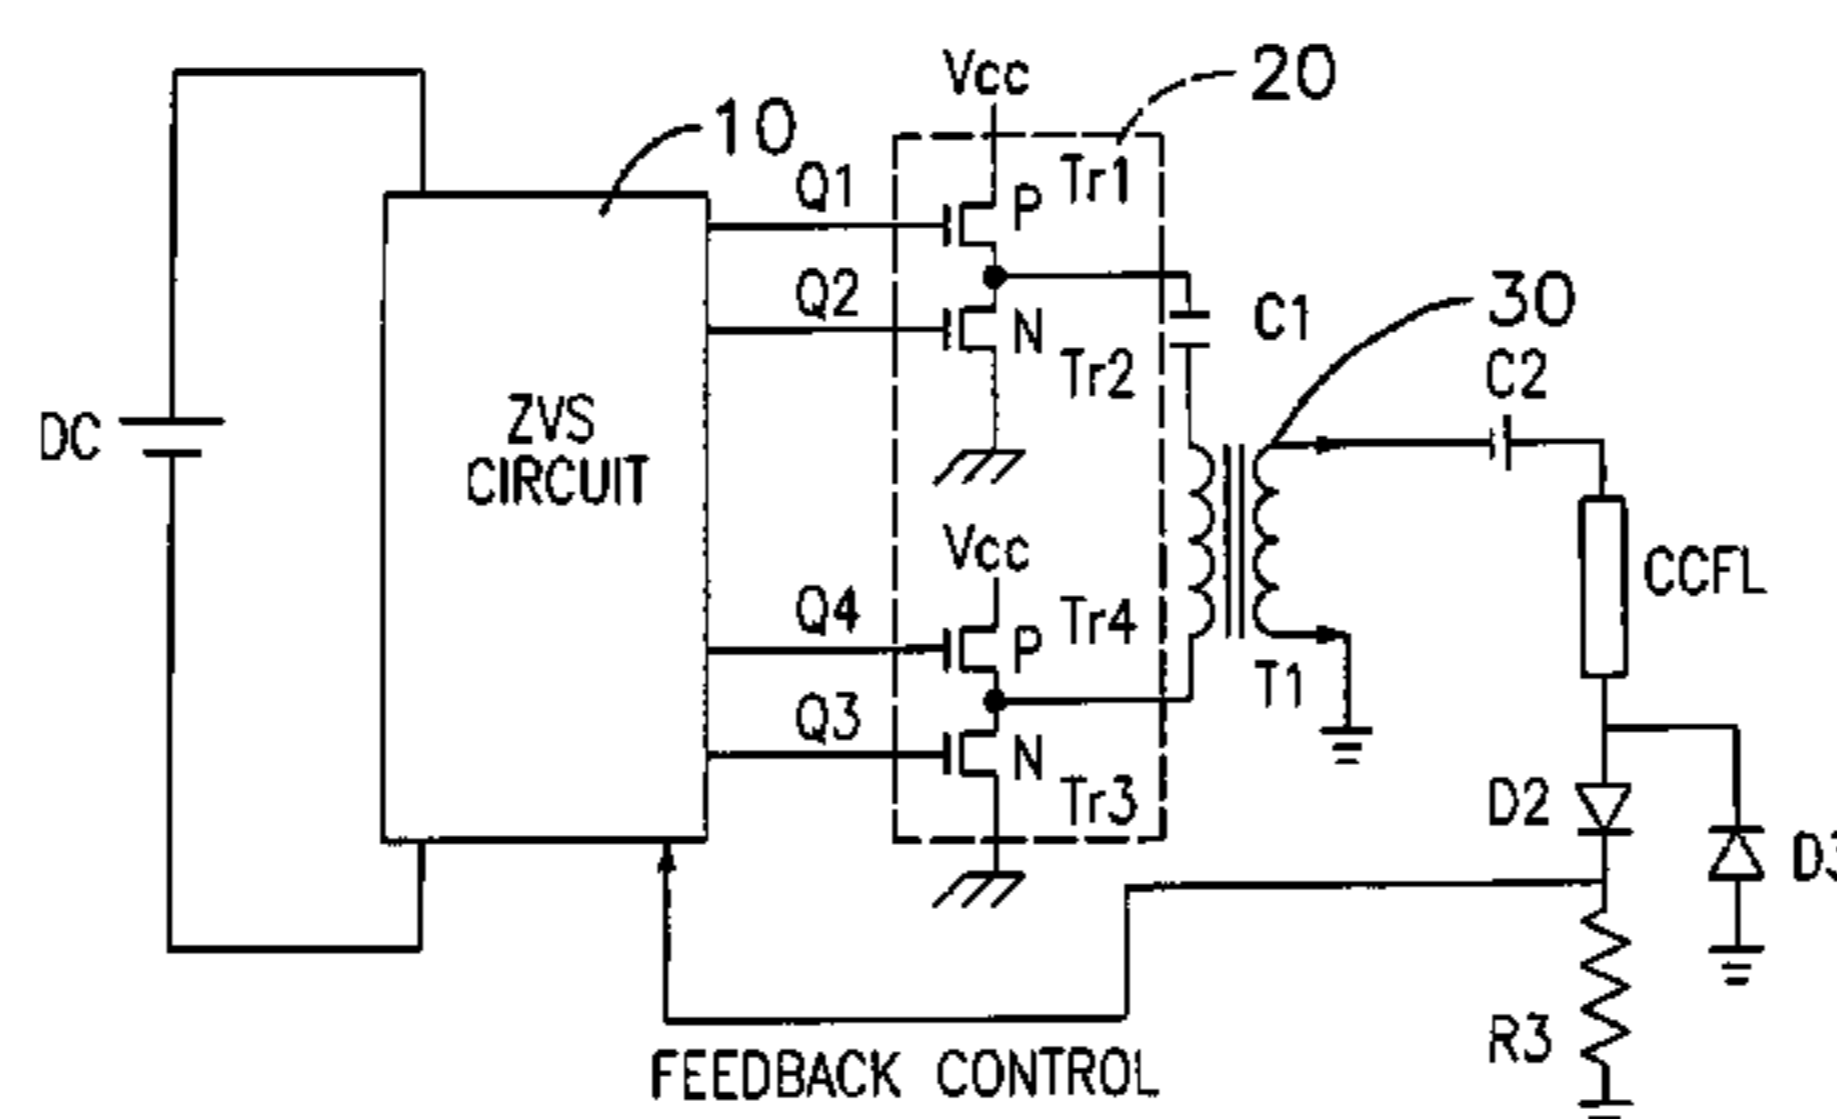 Vcc
20
10
Q1
P
Tr1
Q2
N
Tr2
C1
30
C2
DC
ZVS
CIRCUIT
Vcc
CCFL
Q4
P
Tr4
T1
Q3
N
Tr3
D2
D3
R3
FEEDBACK CONTROL